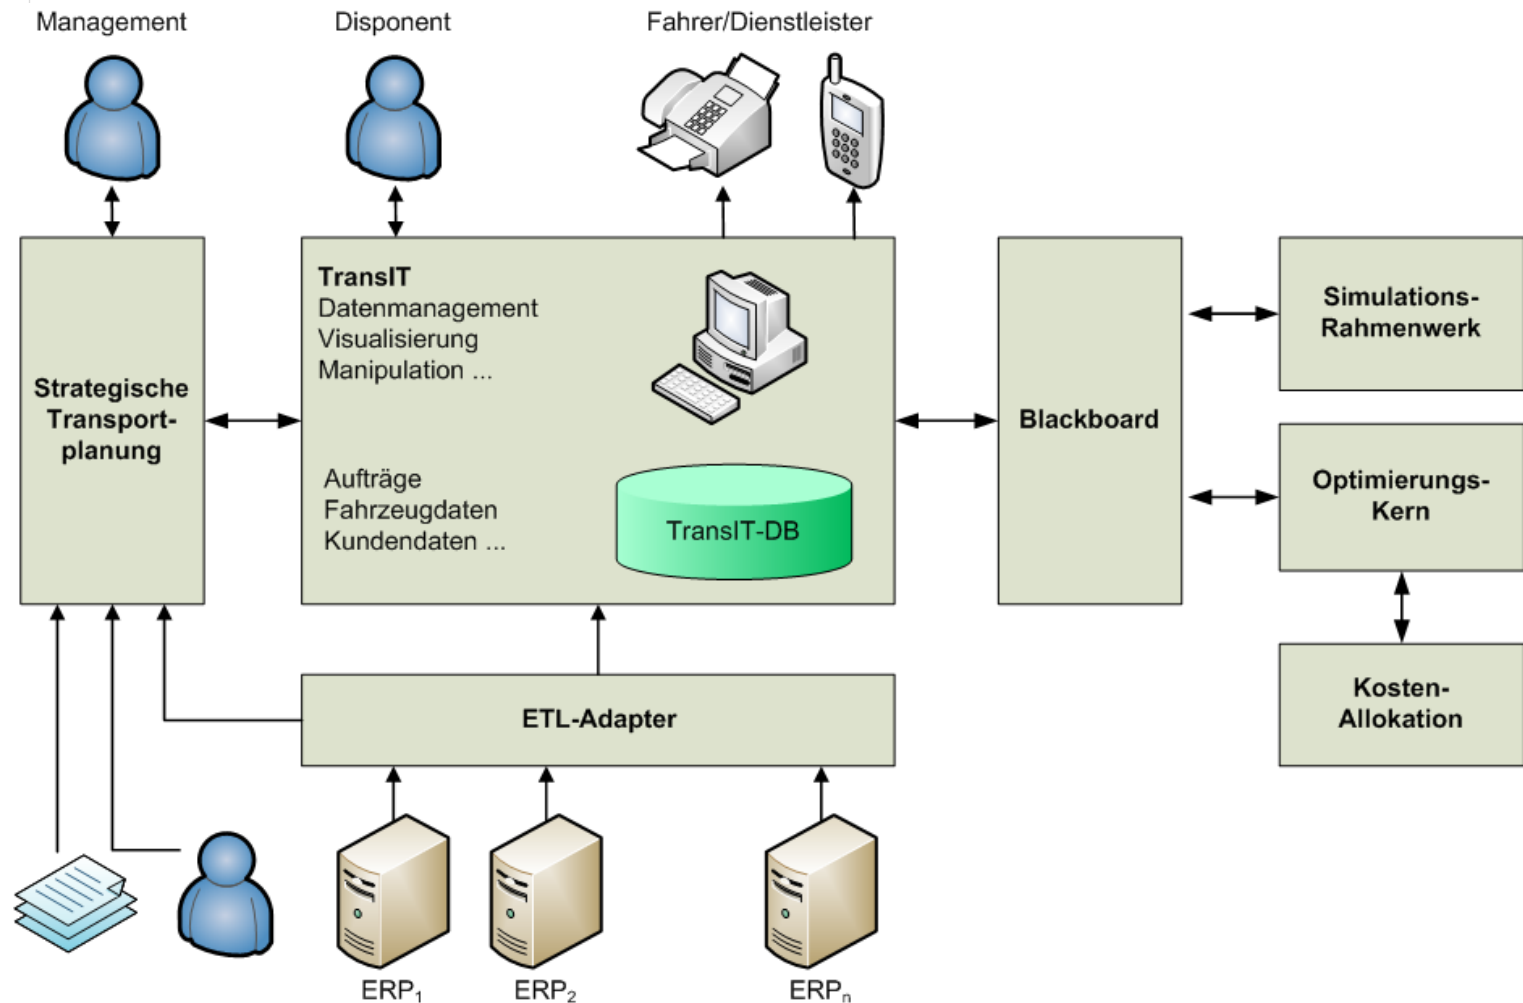 Management
Disponent
Fahrer/Dienstleister
TransIT
Datenmanagement
Visualisierung
Manipulation ...
Aufträge
Fahrzeugdaten
Kundendaten ...
TransIT-DB
Strategische
Transport-
planung
Blackboard
Simulations-
Rahmenwerk
Optimierungs-
Kern
Kosten-
Allokation
ETL-Adapter
ERP₁
ERP₂
ERPₙ